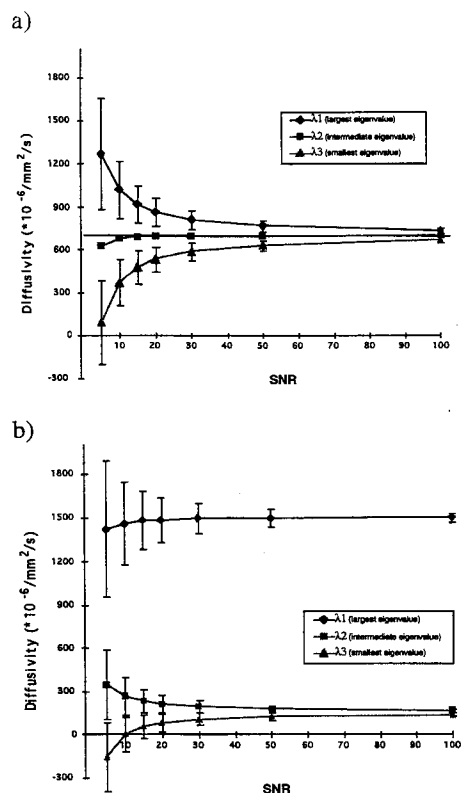 a)
1800
1500
1200
900
600
300
0
-300
Diffusivity (*10 -6/mm2/s)
10 20 30 40 50 60 70 80 90 100
SNR
λ1 (largest eigenvalue)
λ2 (intermediate eigenvalue)
λ3 (smallest eigenvalue)
b)
1800
1500
1200
900
600
300
0
-300
Diffusivity (*10 -6/mm2/s)
10 20 30 40 50 60 70 80 90 100
SNR
λ1 (largest eigenvalue)
λ2 (intermediate eigenvalue)
λ3 (smallest eigenvalue)